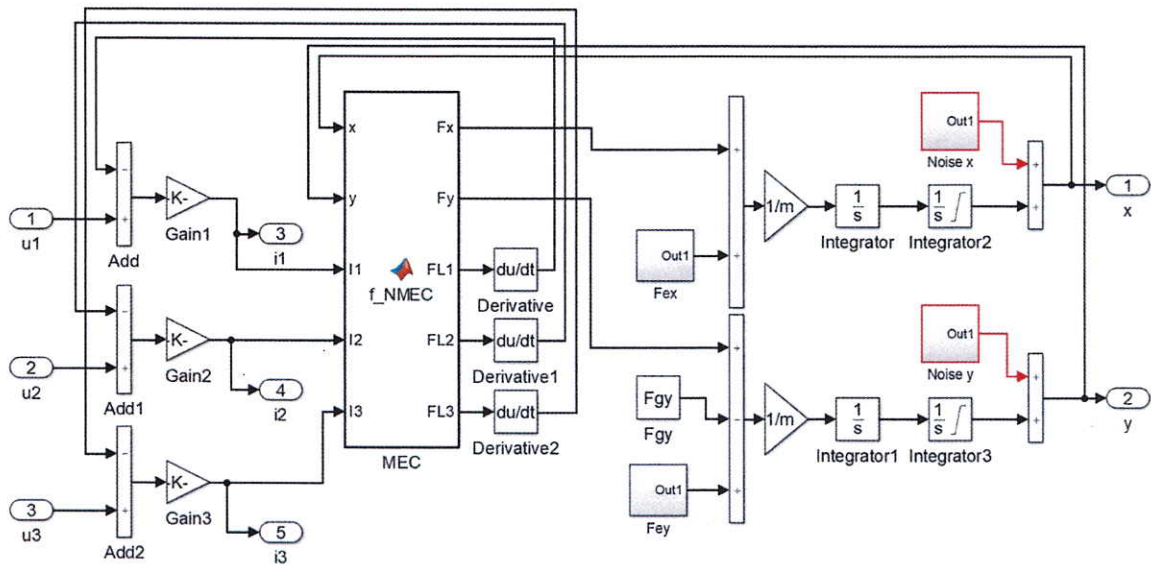 -
+
1
u1
Add
-K-
Gain1
3
i1
-
+
2
u2
Add1
-K-
Gain2
4
i2
-
+
3
u3
Add2
-K-
Gain3
5
i3
x
y
I1
I2
I3
f_NMEC
Fx
Fy
FL1
FL2
FL3
MEC
du/dt
Derivative
du/dt
Derivative1
du/dt
Derivative2
Out1
Fex
+
+
1/m
1
s
Integrator
1
s
Integrator2
Out1
Noise x
+
+
1
x
Fgy
Fgy
Out1
Fey
+
-
+
1/m
1
s
Integrator1
1
s
Integrator3
Out1
Noise y
+
+
2
y